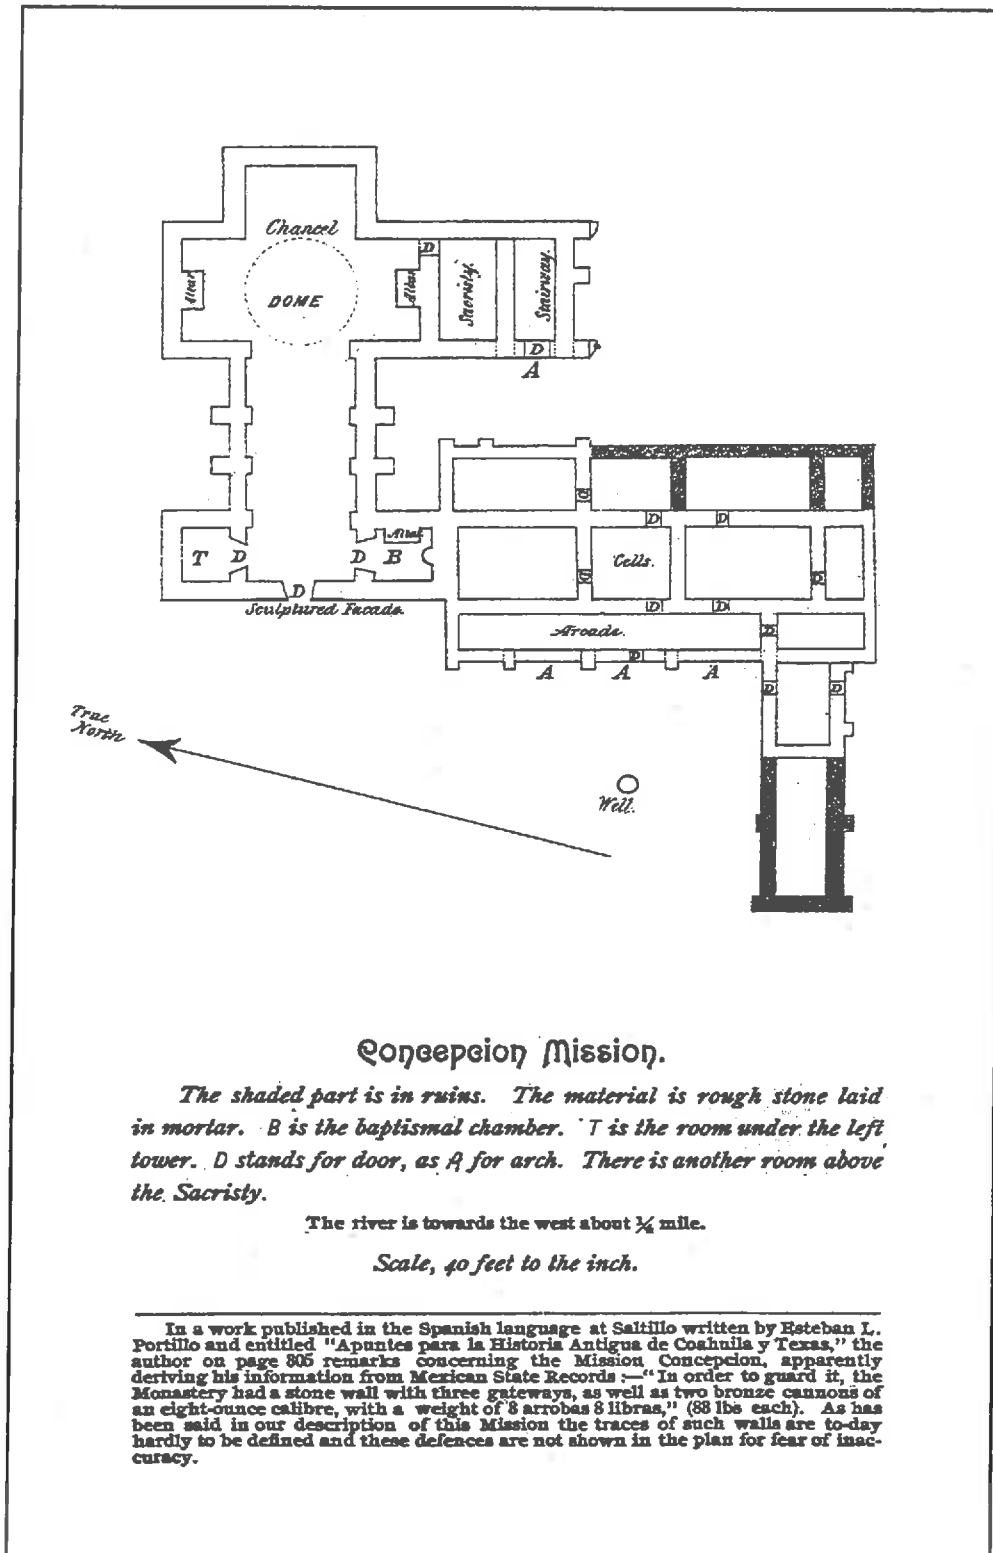 Chancel
Altar
DOME
Altar
D
Sacristy.
Stairway.
D
A
D
D
D
T
D
D
Altar
B
D
Cells.
D
D
D
Sculptured Facade.
D
D
Arcade.
D
D
A
A
A
D
D
True
North
Well.
Concepcion Mission.
The shaded part is in ruins. The material is rough stone laid
in mortar. B is the baptismal chamber. T is the room under the left
tower. D stands for door, as A for arch. There is another room above
the Sacristy.
The river is towards the west about ¼ mile.
Scale, 40 feet to the inch.
In a work published in the Spanish language at Saltillo written by Esteban L.
Portillo and entitled "Apuntes para la Historia Antigua de Coahuila y Texas," the
author on page 305 remarks concerning the Mission Concepcion, apparently
deriving his information from Mexican State Records :—"In order to guard it, the
Monastery had a stone wall with three gateways, as well as two bronze cannons of
an eight-ounce calibre, with a weight of 8 arrobas 8 libras," (88 lbs each). As has
been said in our description of this Mission the traces of such walls are to-day
hardly to be defined and these defences are not shown in the plan for fear of inac-
curacy.